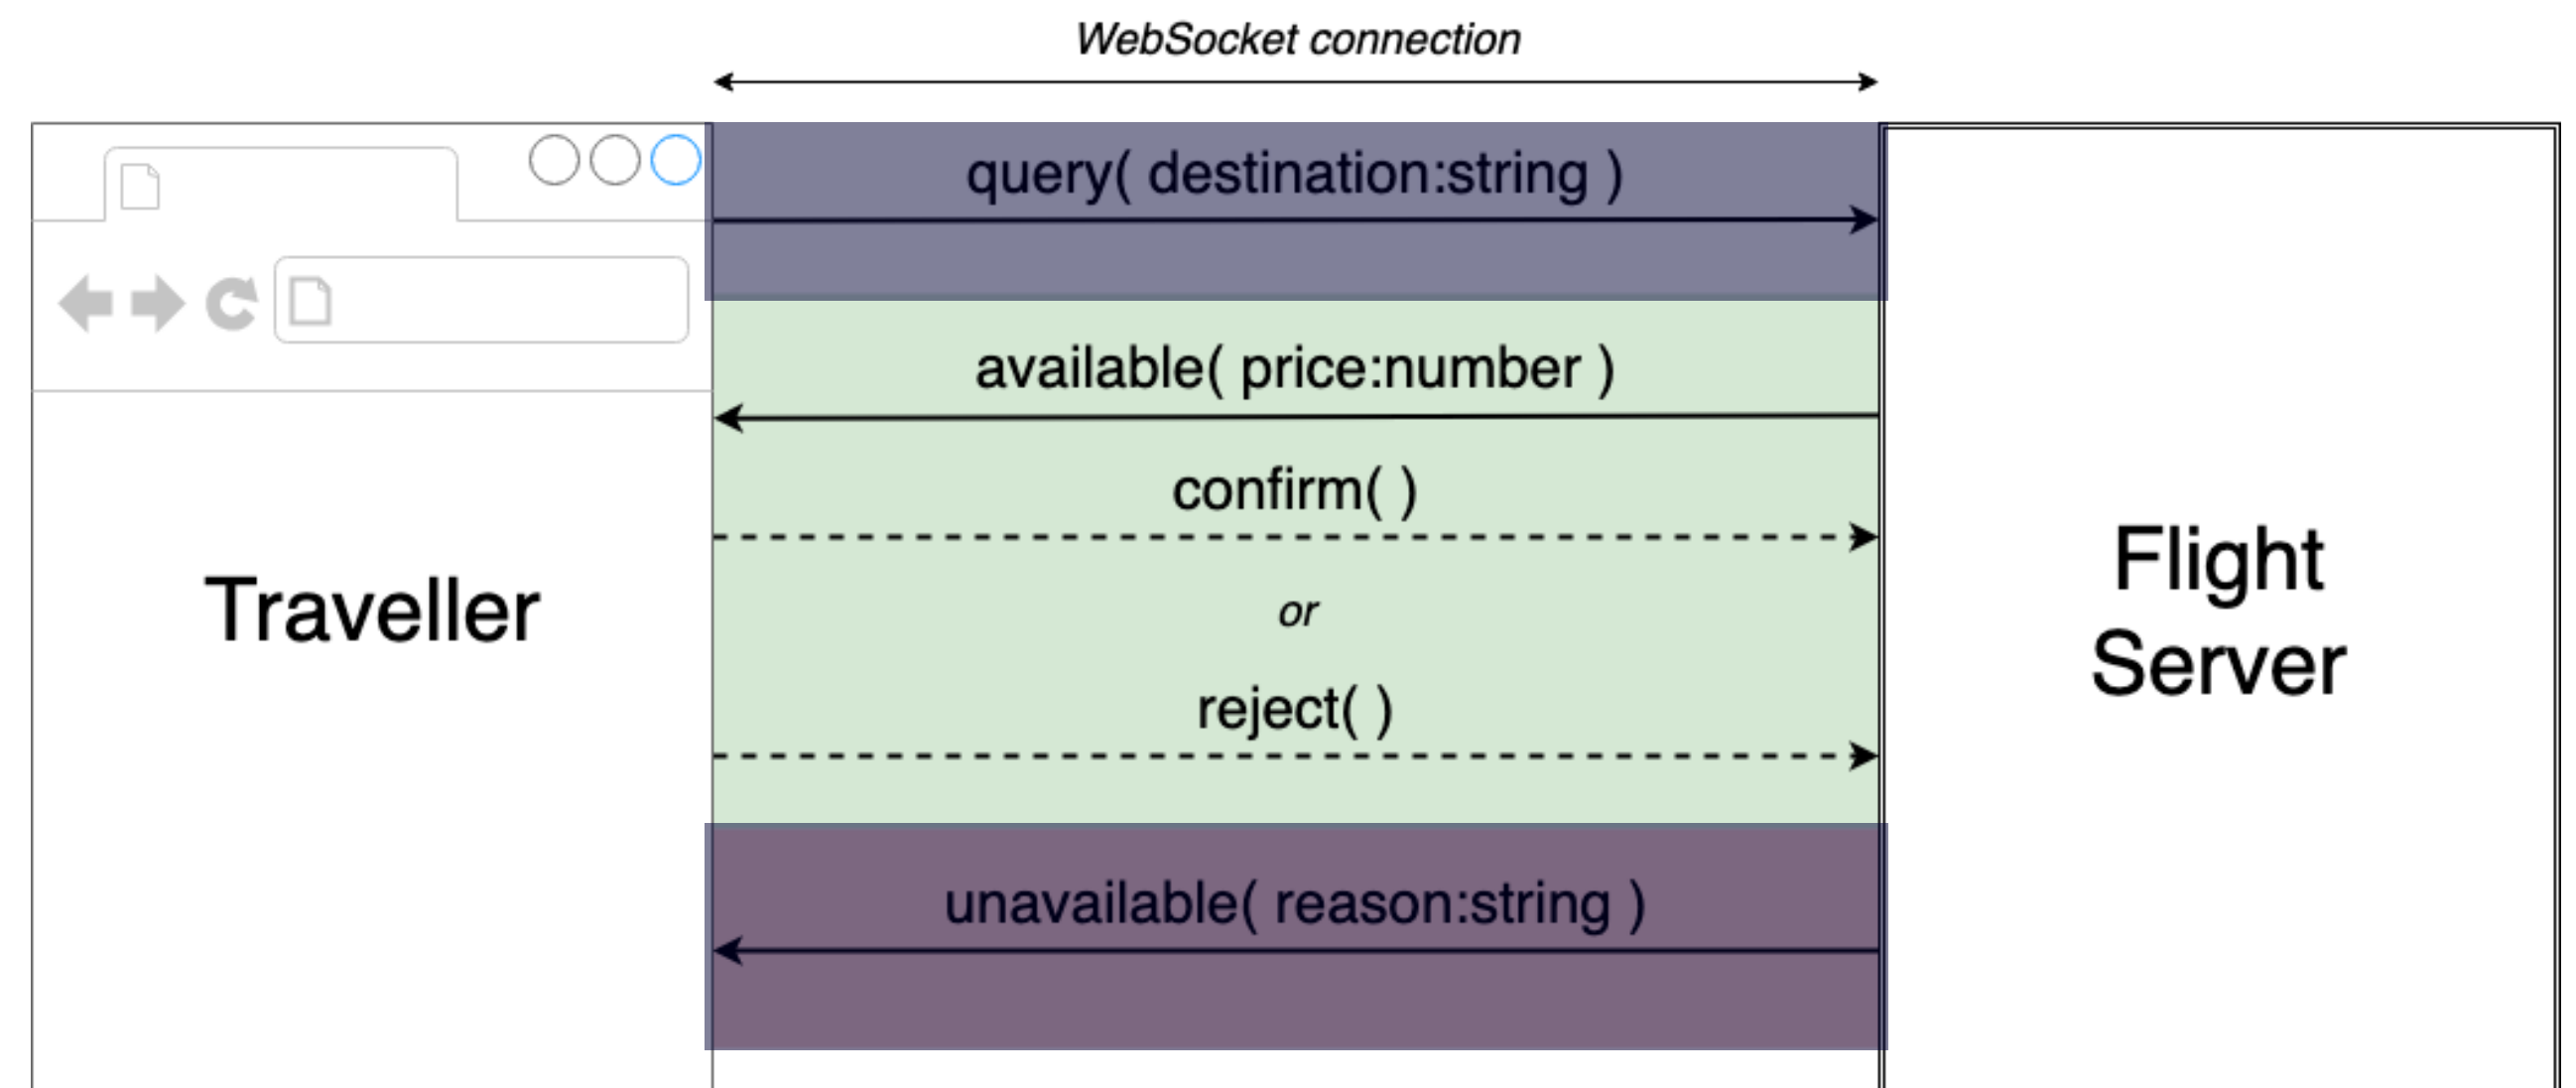 WebSocket connection
query( destination:string )
available( price:number )
confirm( )
or
reject( )
unavailable( reason:string )
Traveller
Flight
Server